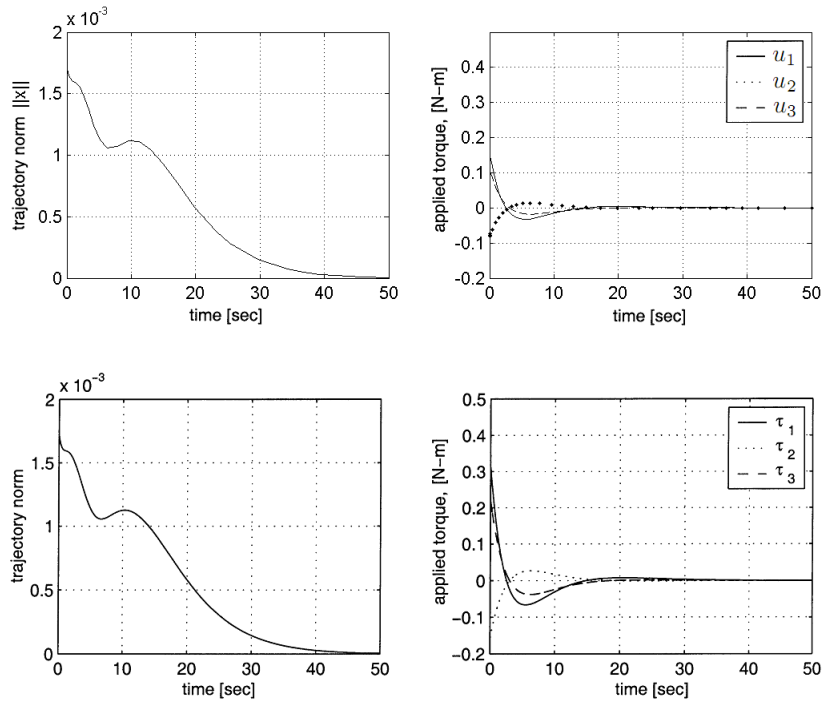 x 10⁻³
2
1.5
1
0.5
0
0 10 20 30 40 50
trajectory norm ||x||
time [sec]
0.4
0.3
0.2
0.1
0
-0.1
-0.2
0 10 20 30 40 50
applied torque, [N-m]
time [sec]
u₁
u₂
u₃
x 10⁻³
2
1.5
1
0.5
0
0 10 20 30 40 50
trajectory norm
time [sec]
0.5
0.4
0.3
0.2
0.1
0
-0.1
-0.2
0 10 20 30 40 50
applied torque, [N-m]
time [sec]
τ₁
τ₂
τ₃